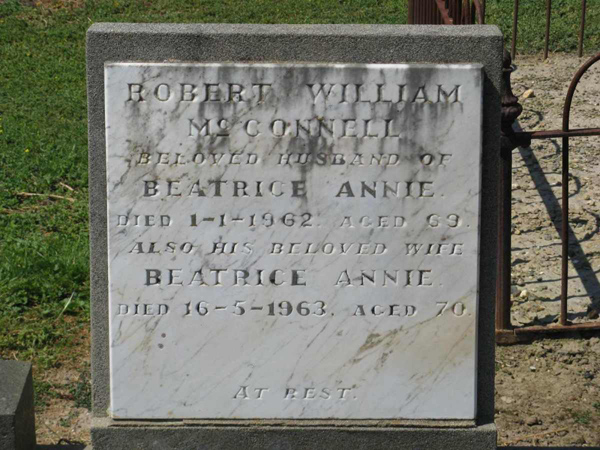 ROBERT WILLIAM
McCONNELL
BELOVED HUSBAND OF
BEATRICE ANNIE.
DIED 1-1-1962. AGED 69.
ALSO HIS BELOVED WIFE
BEATRICE ANNIE.
DIED 16-5-1963. AGED 70.
AT REST.